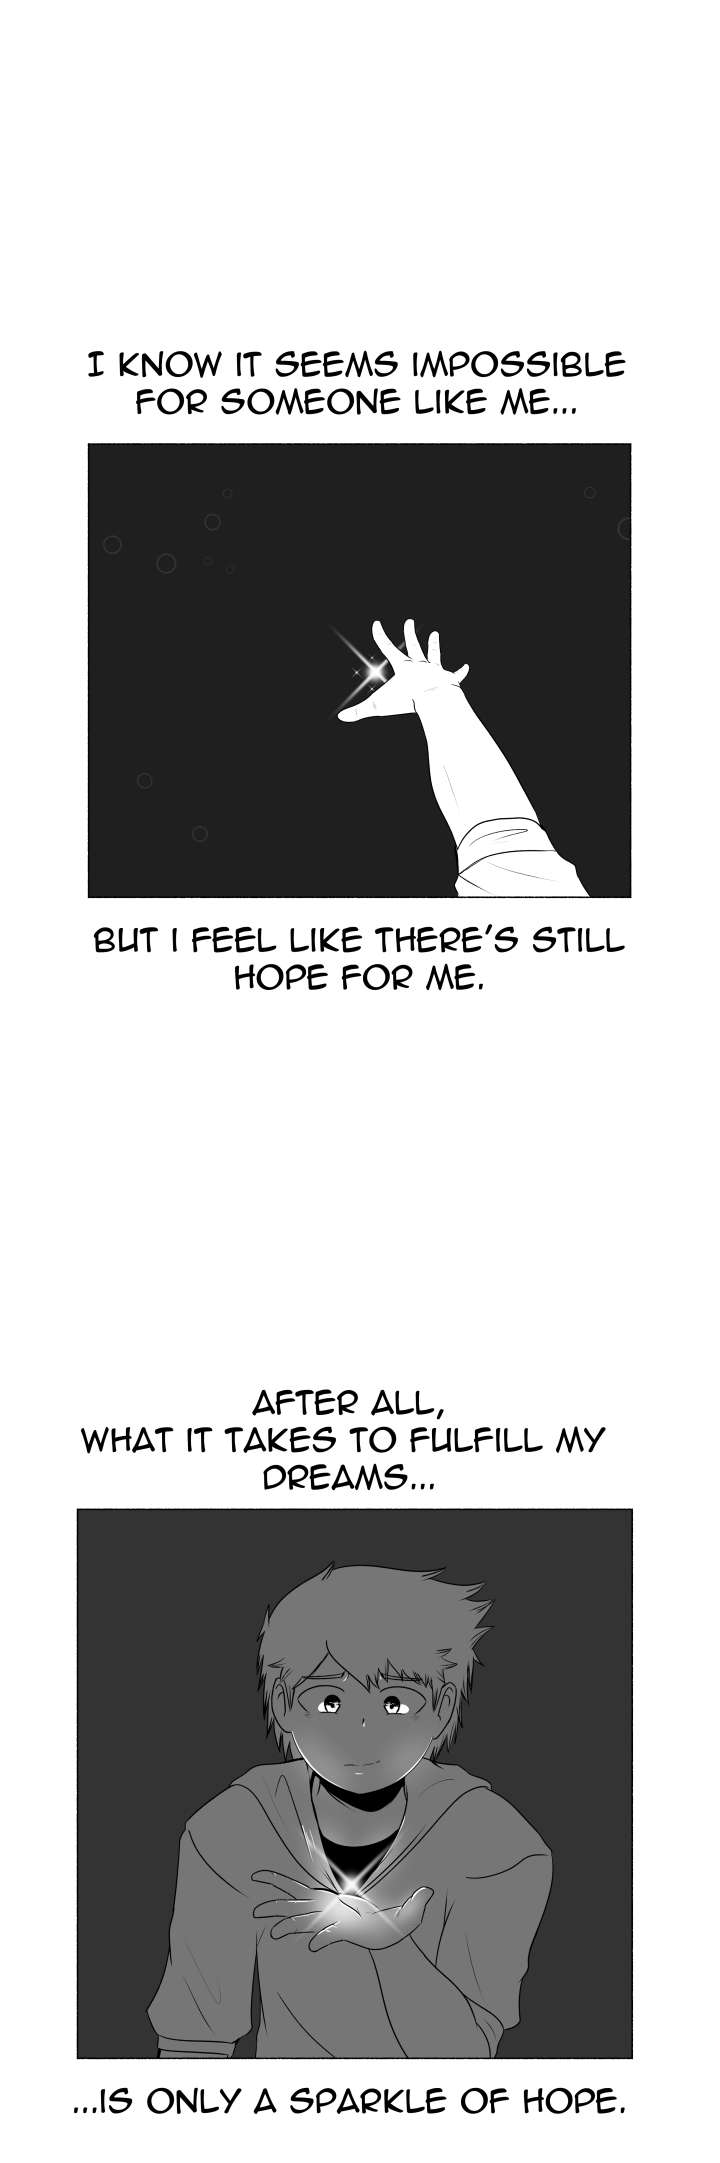 I KNOW IT SEEMS IMPOSSIBLE
FOR SOMEONE LIKE ME...
BUT I FEEL LIKE THERE'S STILL
HOPE FOR ME.
AFTER ALL,
WHAT IT TAKES TO FULFILL MY
DREAMS...
...IS ONLY A SPARKLE OF HOPE.